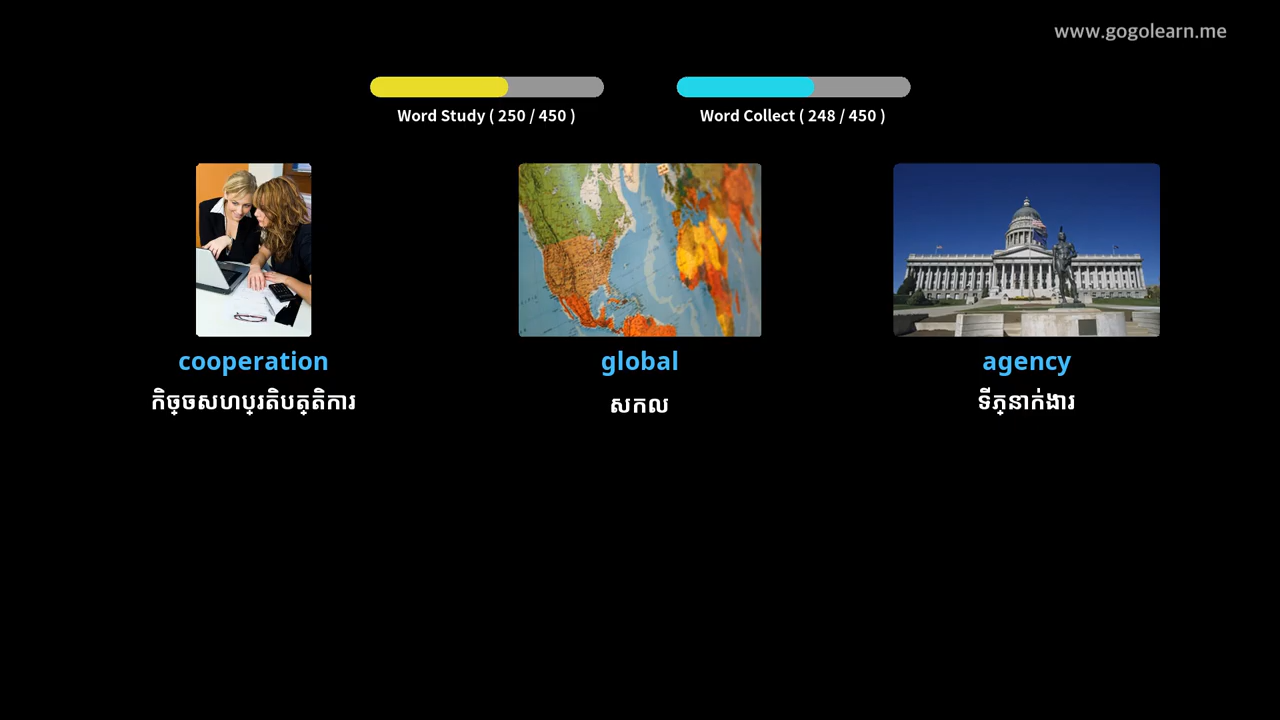 www.gogolearn.me
Word Study ( 250 / 450 )
Word Collect ( 248 / 450 )
cooperation
global
agency
កិច្ចសហប្រតិបត្តិការ
សកល
ទីភ្នាក់ងារ